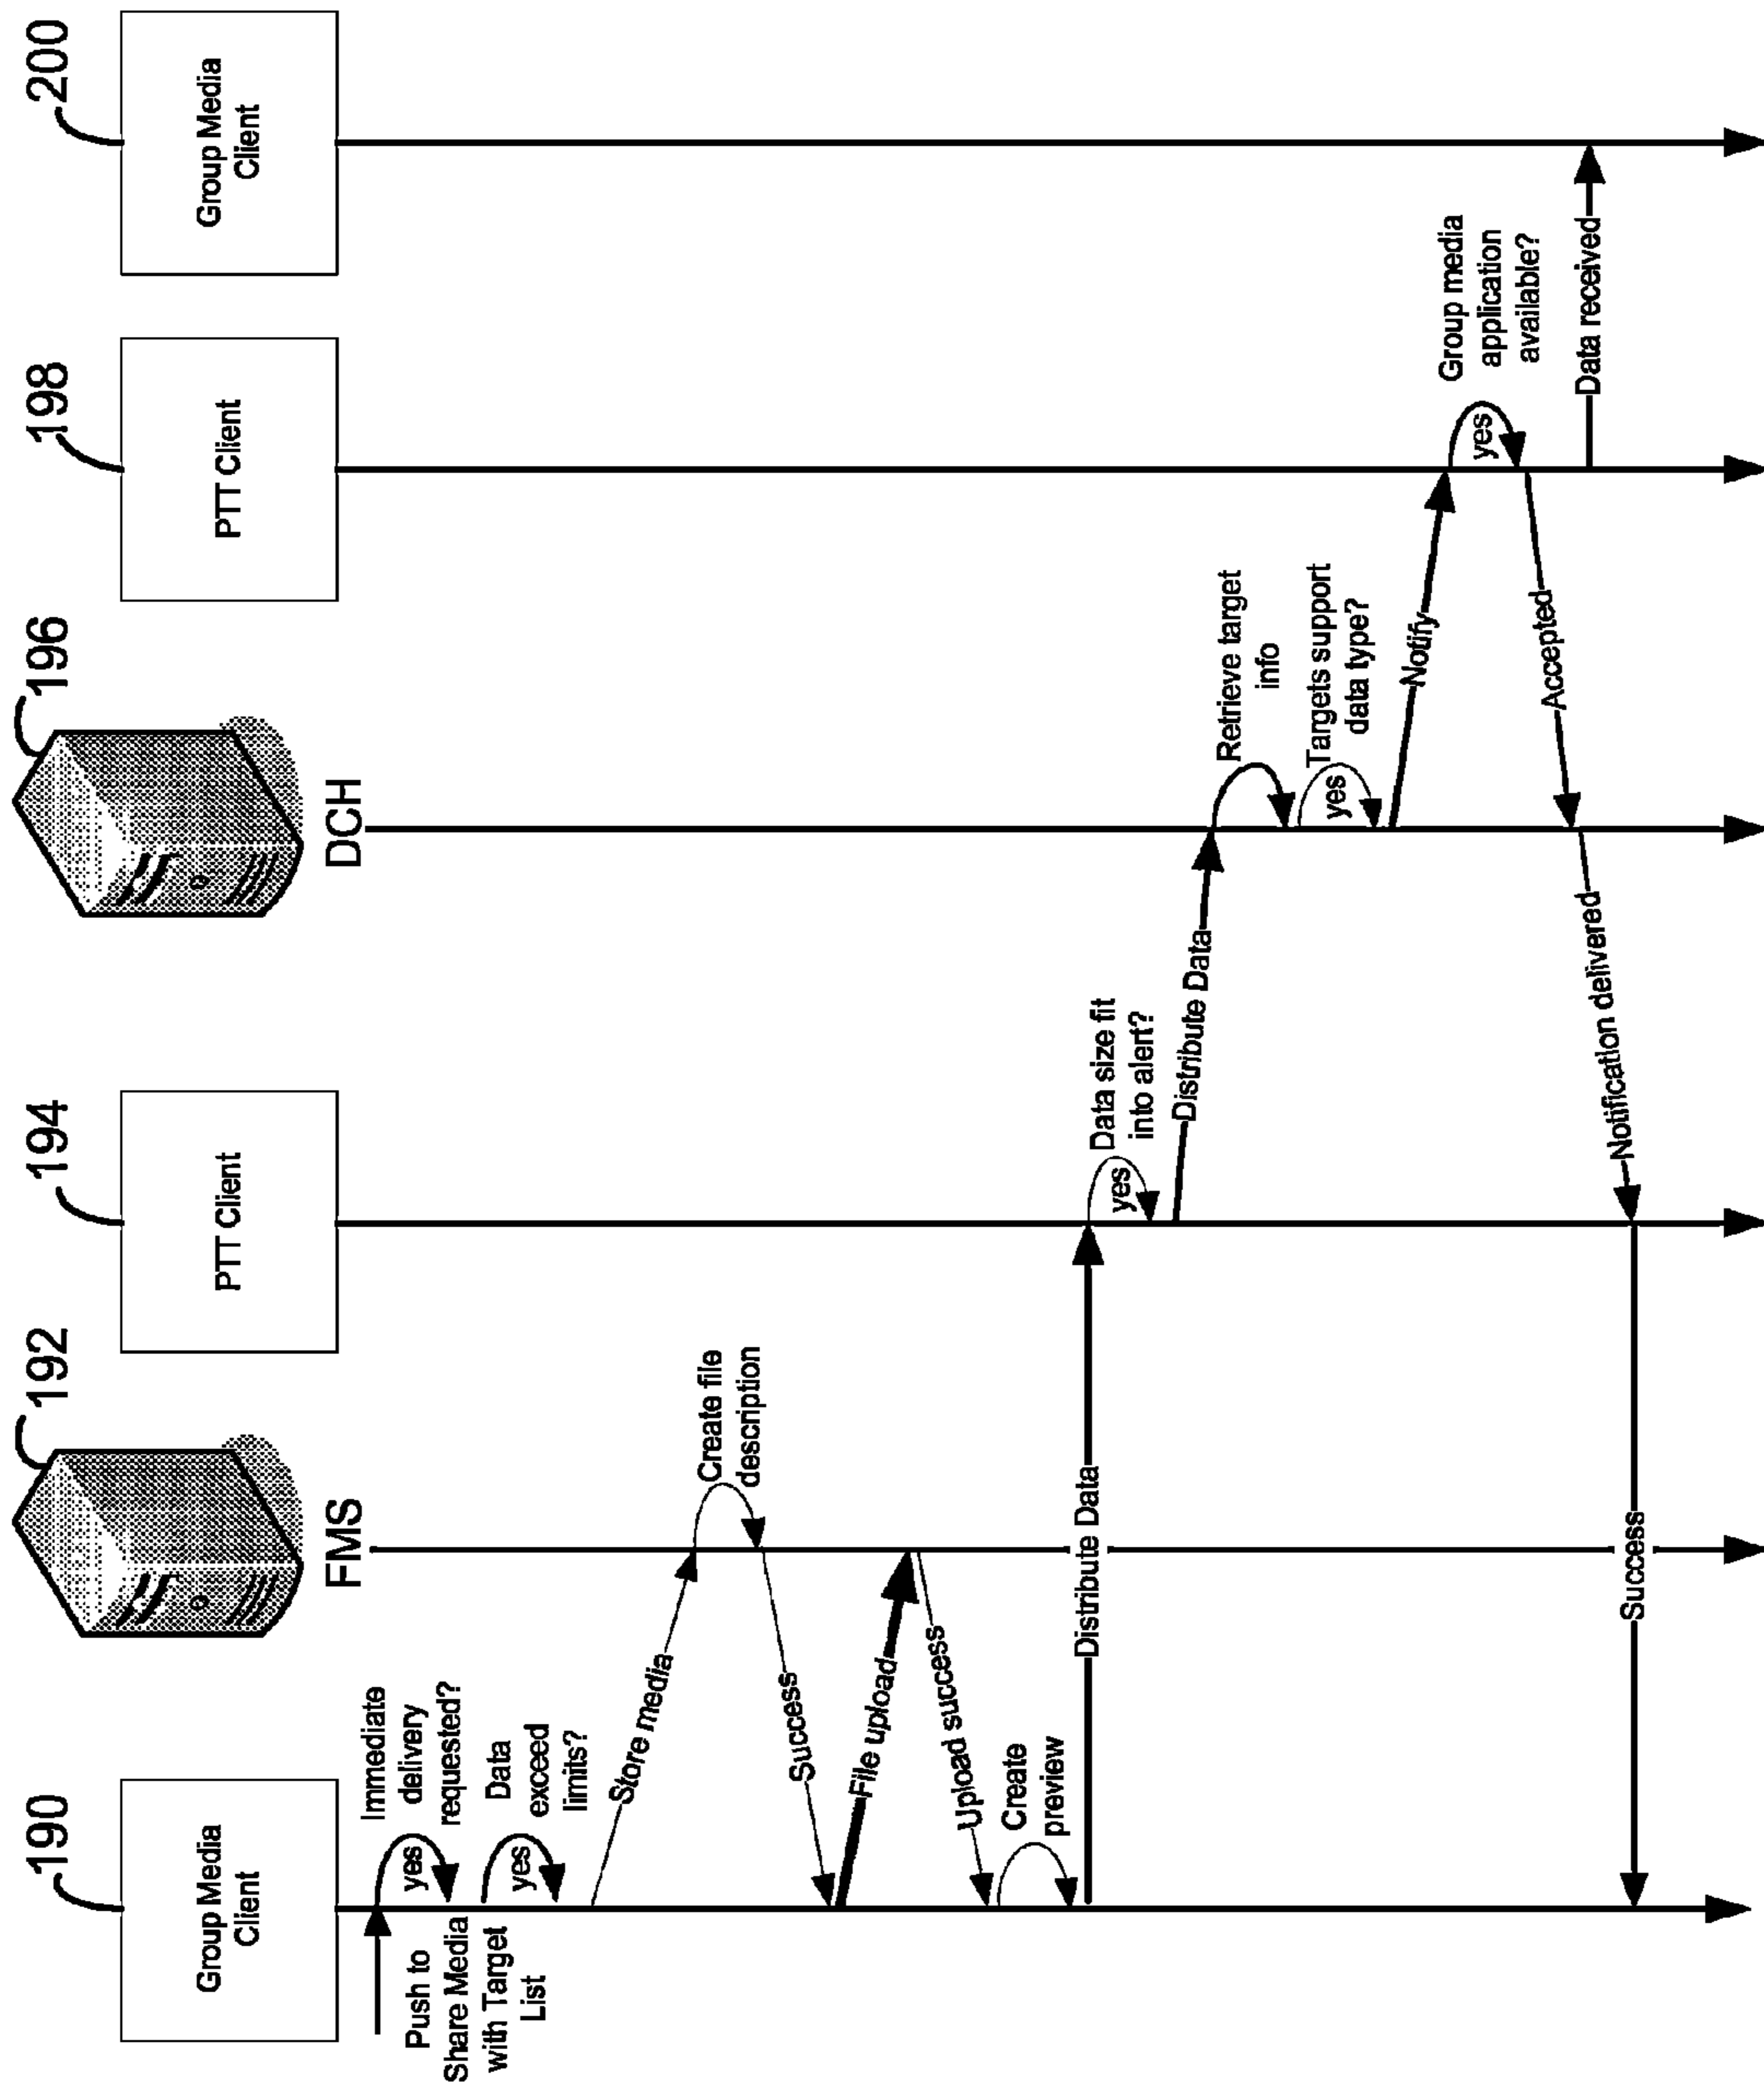 190
192
194
196
198
200
Group Media
Client
FMS
PTT Client
DCH
PTT Client
Group Media
Client
Push to
Share Media
with Target
List
Immediate
delivery
requested?
yes
Data
exceed
limits?
yes
Store media
Create file
description
Success
File upload
Upload success
Create
preview
Distribute Data
Data size fit
into alert?
yes
Distribute Data
Retrieve target
info
Targets support
data type?
yes
Notify
Group media
application
available?
yes
Accepted
Data received
Notification delivered
Success